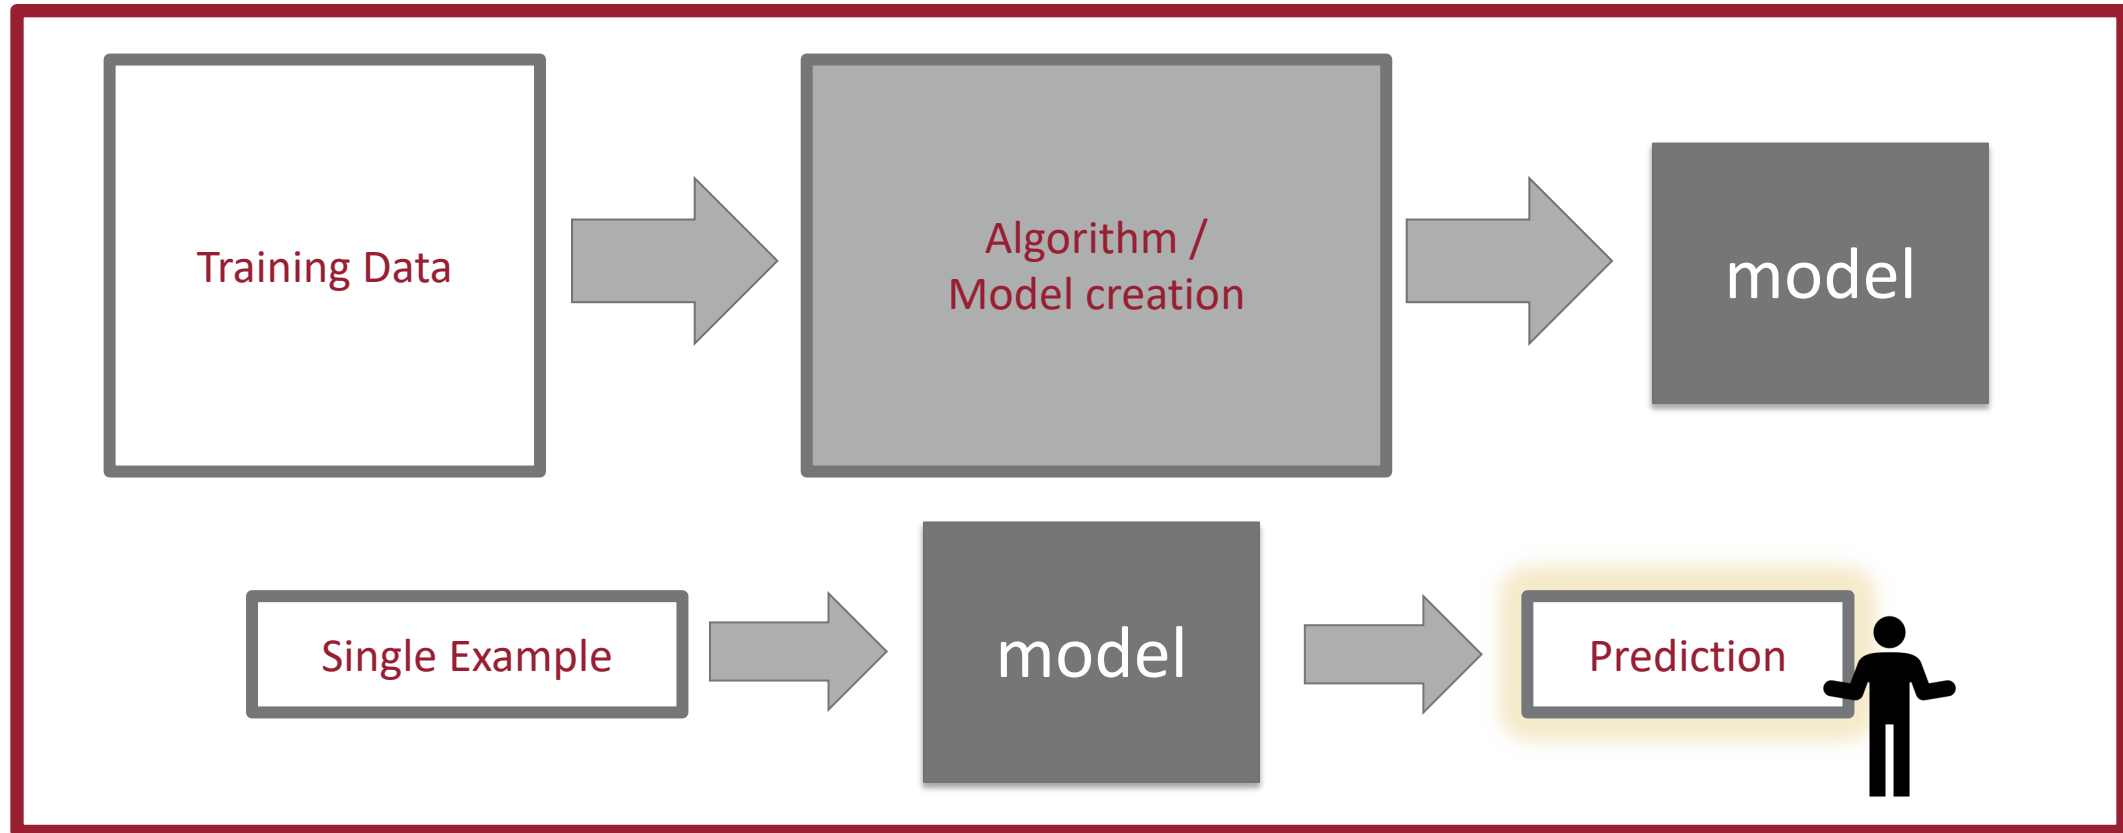 Training Data
Algorithm /
Model creation
model
Single Example
model
Prediction